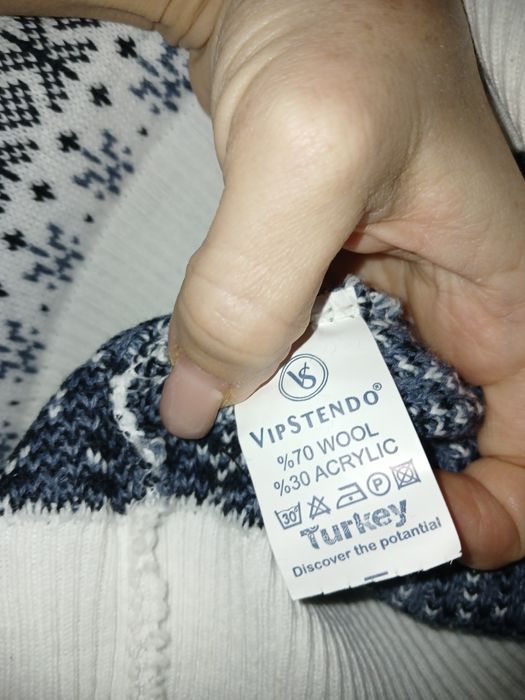 VS
VIPSTENDO®
%70 WOOL
%30 ACRYLIC
30 P
Turkey
Discover the potantial